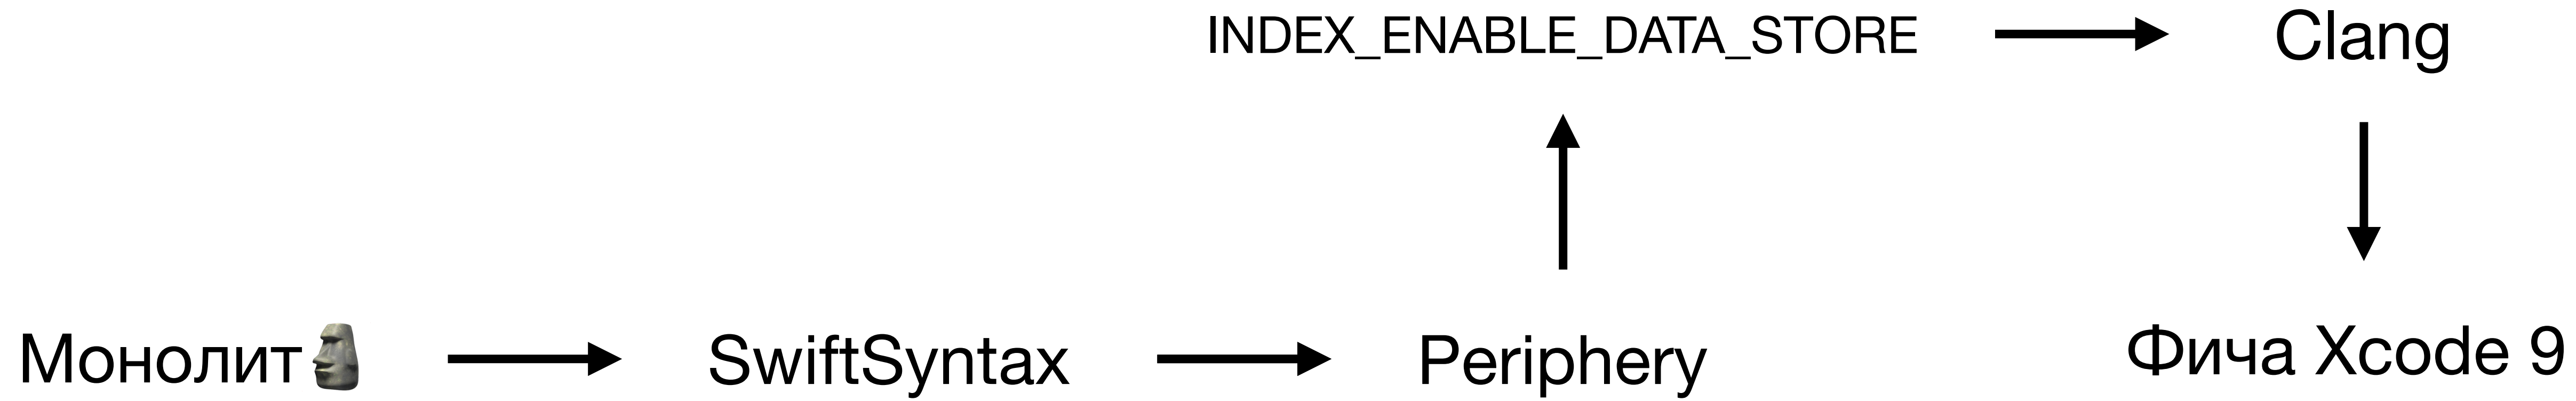 INDEX_ENABLE_DATA_STORE
Clang
Монолит🗿
SwiftSyntax
Periphery
Фича Xcode 9